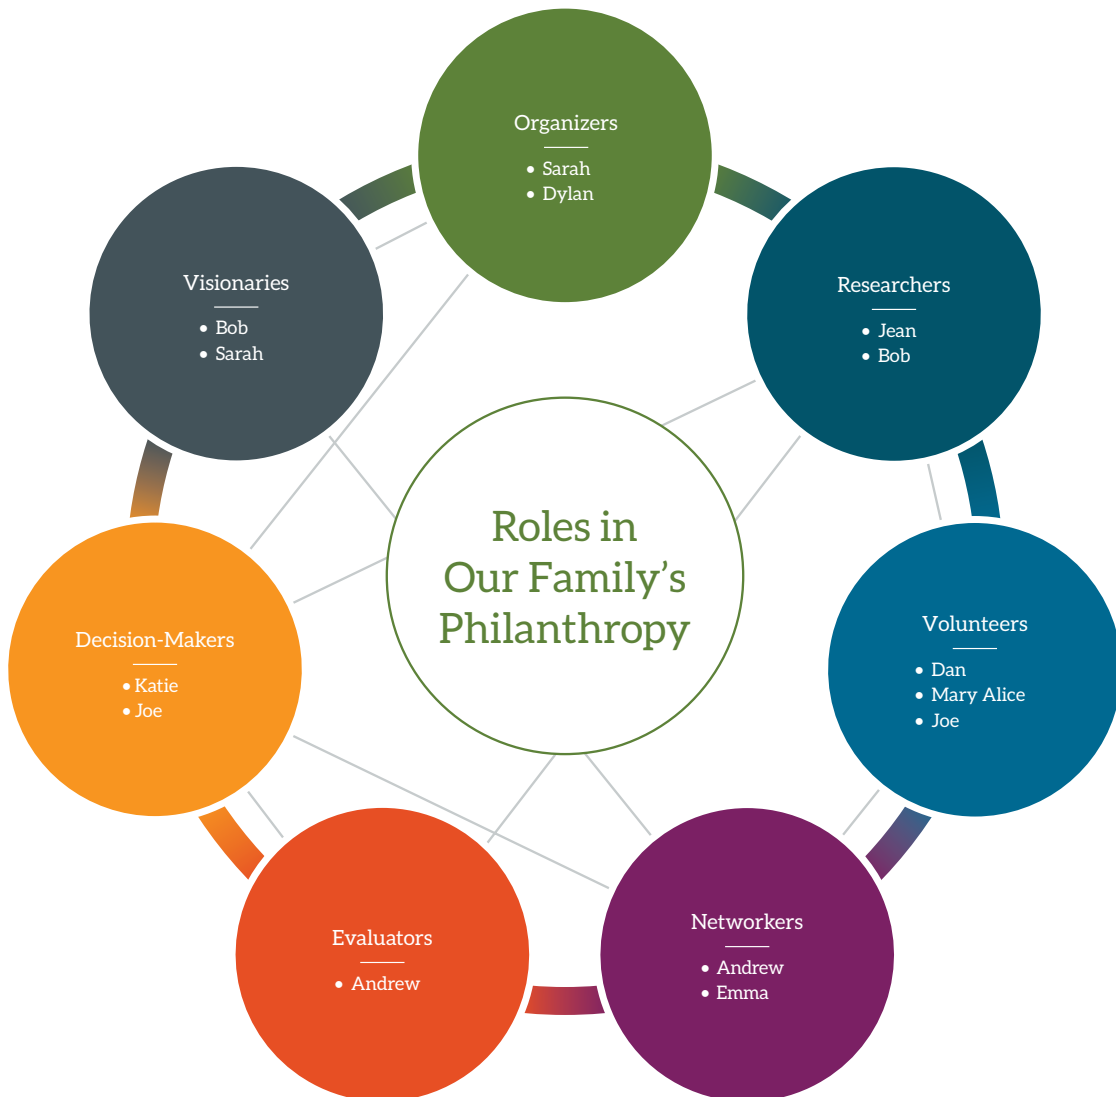 Organizers
• Sarah
• Dylan
Researchers
• Jean
• Bob
Volunteers
• Dan
• Mary Alice
• Joe
Networkers
• Andrew
• Emma
Evaluators
• Andrew
Decision-Makers
• Katie
• Joe
Visionaries
• Bob
• Sarah
Roles in
Our Family’s
Philanthropy